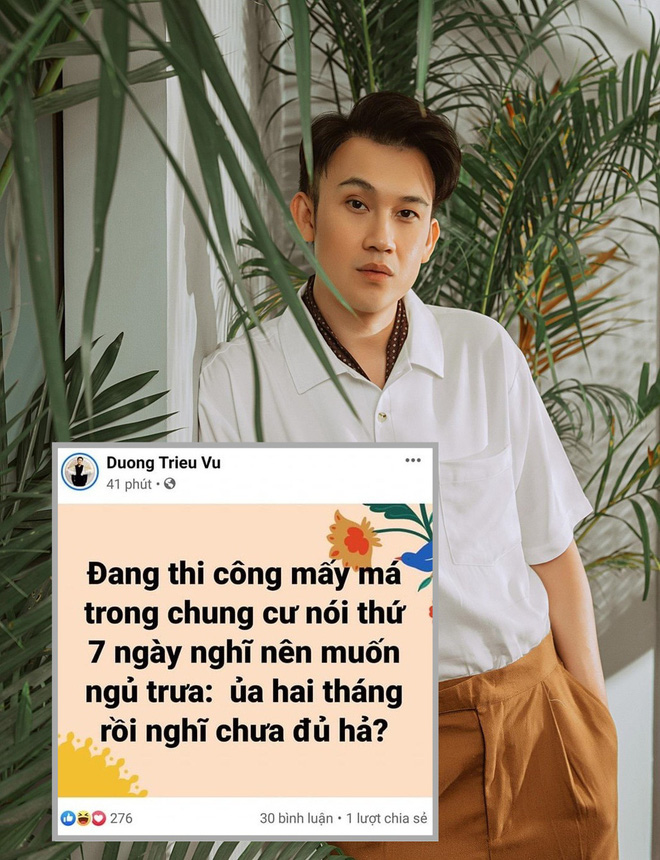 Duong Trieu Vu
41 phút
Đang thi công mấy má
trong chung cư nói thứ
7 ngày nghĩ nên muốn
ngủ trưa: ủa hai tháng
rồi nghĩ chưa đủ hả?
276
30 bình luận • 1 lượt chia sẻ